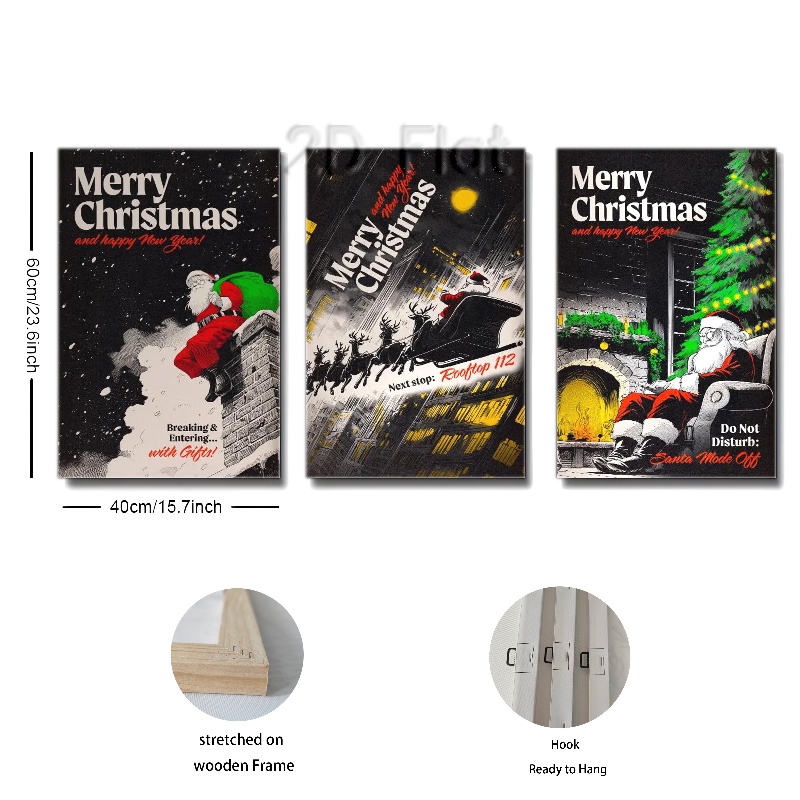 2D Flat
60cm/23.6inch
40cm/15.7inch
Merry
Christmas
and happy New Year!
Breaking &
Entering...
with Gifts!
and happy
New Year!
Merry
Christmas
Next stop: Rooftop 112
Merry
Christmas
and happy New Year!
Do Not
Disturb:
Santa Mode Off
stretched on
wooden Frame
Hook
Ready to Hang